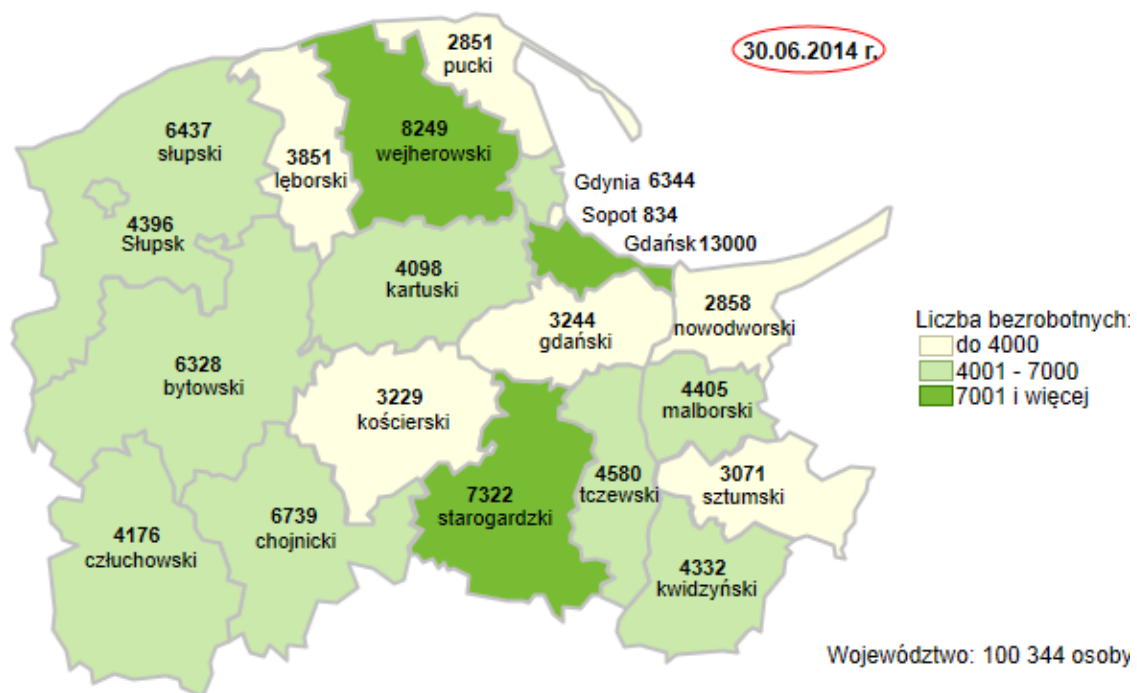 2851
pucki
30.06.2014 r.
6437
słupski
8249
wejherowski
3851
lęborski
Gdynia 6344
Sopot 834
Gdańsk 13000
4396
Słupsk
4098
kartuski
2858
nowodworski
3244
gdański
Liczba bezrobotnych:
do 4000
4001 - 7000
7001 i więcej
6328
bytowski
3229
kościerski
4405
malborski
4580
tczewski
3071
sztumski
7322
starogardzki
6739
chojnicki
4176
człuchowski
4332
kwidzyński
Województwo: 100 344 osoby